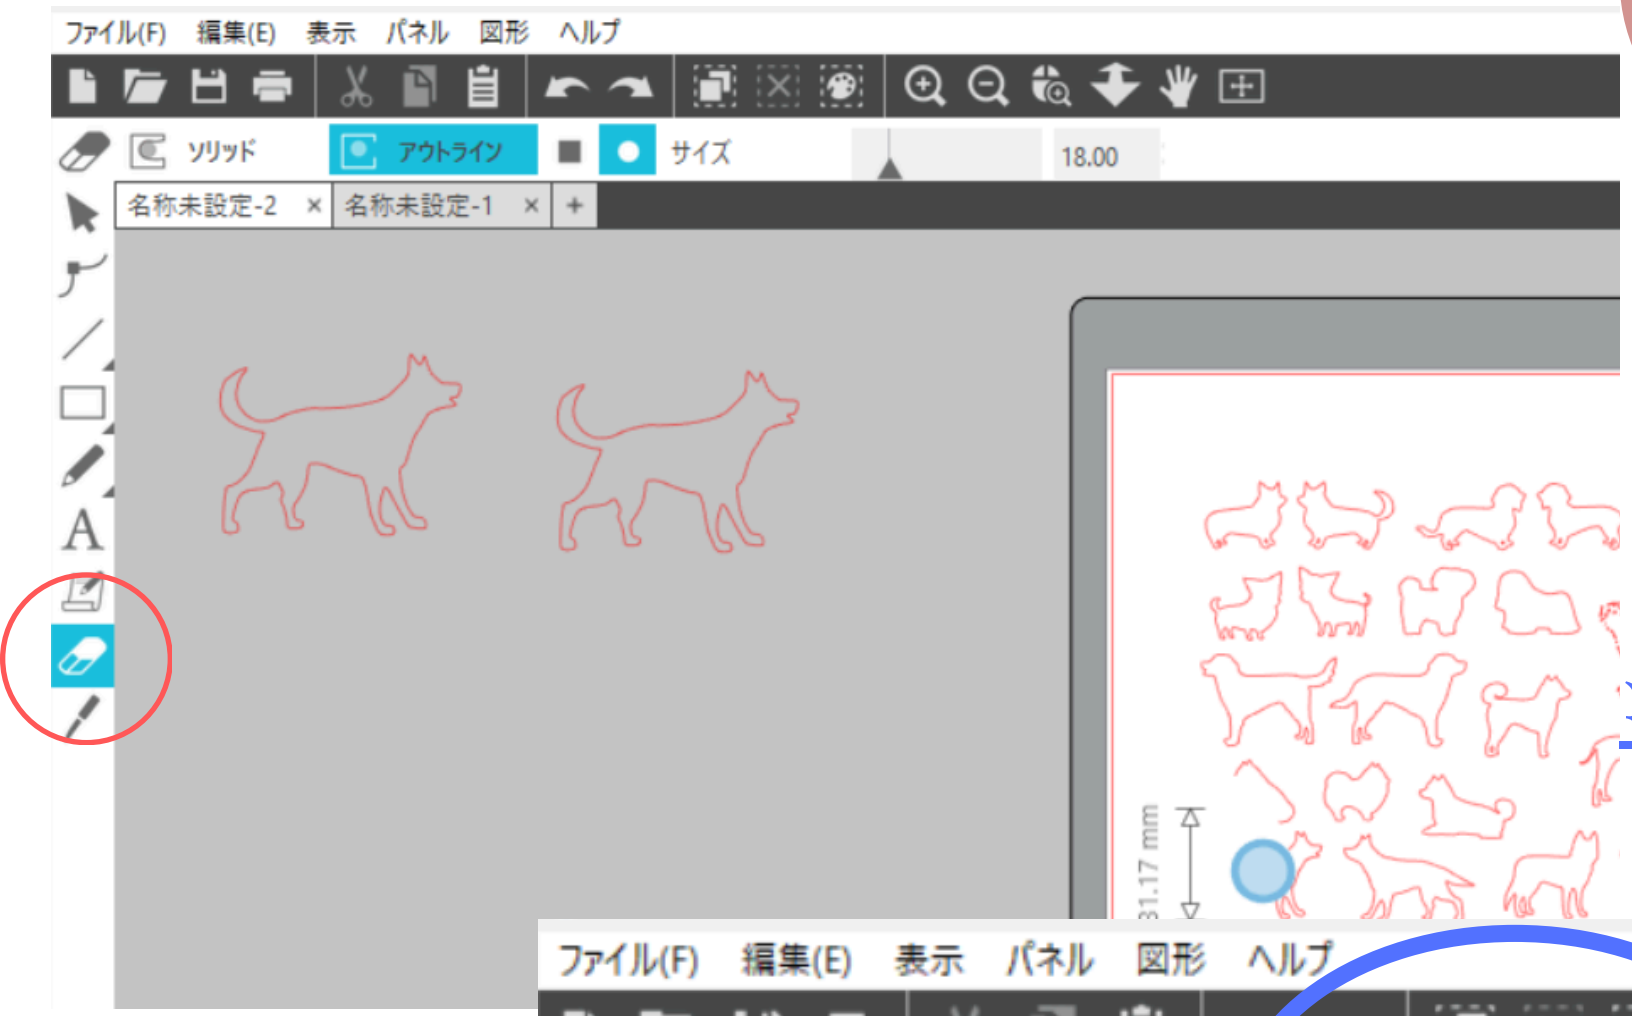 ファイル(F) 編集(E) 表示 パネル 図形 ヘルプ
ソリッド アウトライン サイズ 18.00
名称未設定-2 × 名称未設定-1 × +
A
31.17 mm
ファイル(F) 編集(E) 表示 パネル 図形 ヘルプ